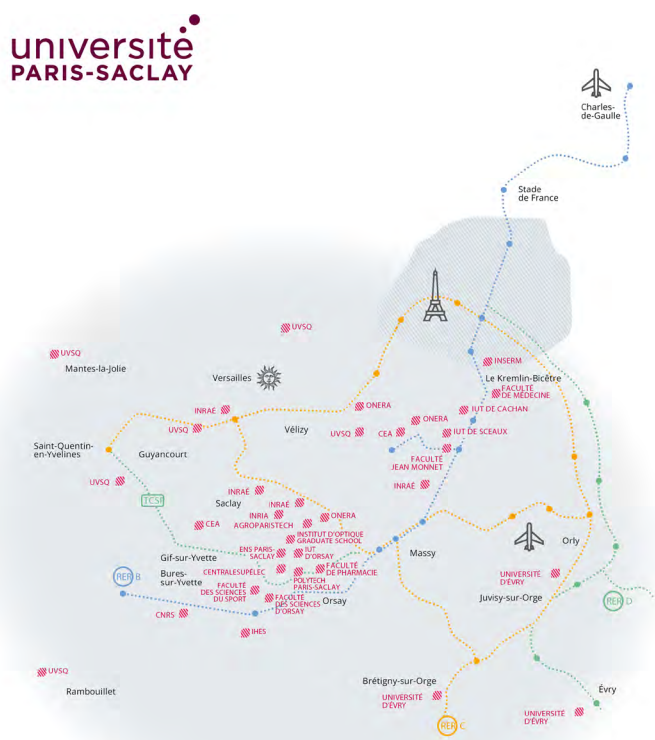 université
PARIS-SACLAY
Charles-
de-Gaulle
Stade
de France
UVSQ
UVSQ
Mantes-la-Jolie
INSERM
Versailles
Le Kremlin-Bicêtre
FACULTÉ
DE MÉDECINE
INRAE
ONERA
IUT DE CACHAN
ONERA
UVSQ
Vélizy
UVSQ
CEA
IUT DE SCEAUX
Saint-Quentin-
en-Yvelines
Guyancourt
FACULTÉ
JEAN MONNET
UVSQ
INRAE
INRAE
TCSP
Saclay
INRAE
INRIA
ONERA
CEA
AGROPARISTECH
INSTITUT D'OPTIQUE
GRADUATE SCHOOL
Orly
Massy
ENS PARIS-
SACLAY
IUT
D'ORSAY
Gif-sur-Yvette
CENTRALESUPÉLEC
FACULTÉ
DE PHARMACIE
RER B
Bures-
sur-Yvette
POLYTECH
PARIS-SACLAY
UNIVERSITÉ
D'ÉVRY
FACULTÉ
DES SCIENCES
DU SPORT
FACULTÉ
DES SCIENCES
D'ORSAY
Orsay
Juvisy-sur-Orge
RER D
CNRS
IHES
UVSQ
Rambouillet
Brétigny-sur-Orge
UNIVERSITÉ
D'ÉVRY
Évry
UNIVERSITÉ
D'ÉVRY
RER C